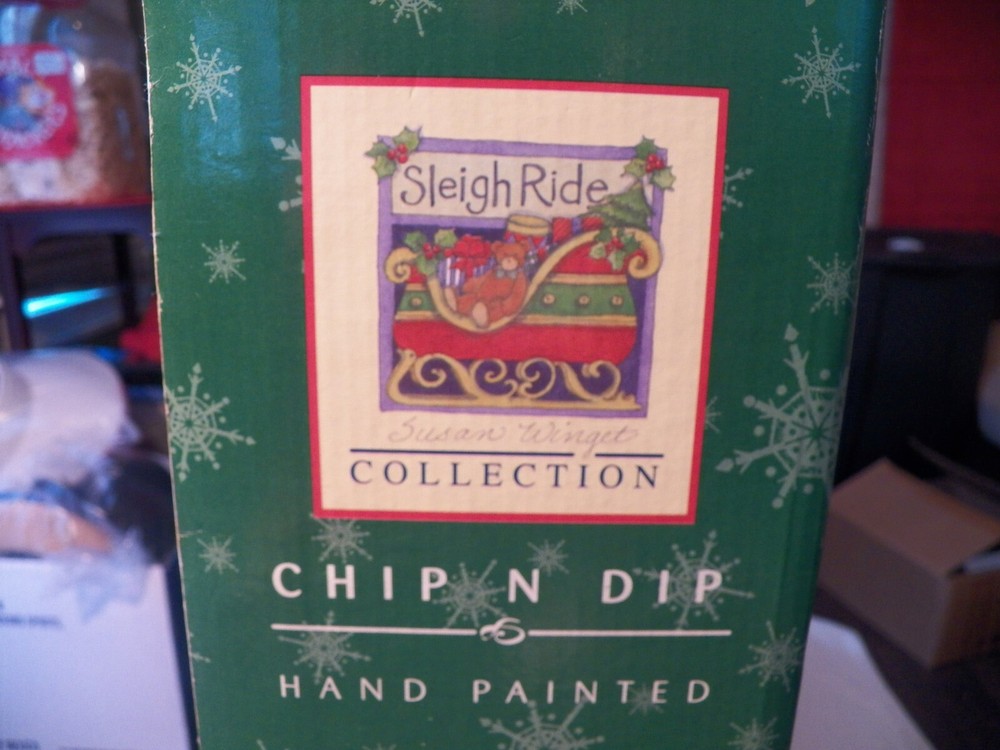 Sleigh Ride
Susan Winget
COLLECTION
CHIP N DIP
HAND PAINTED